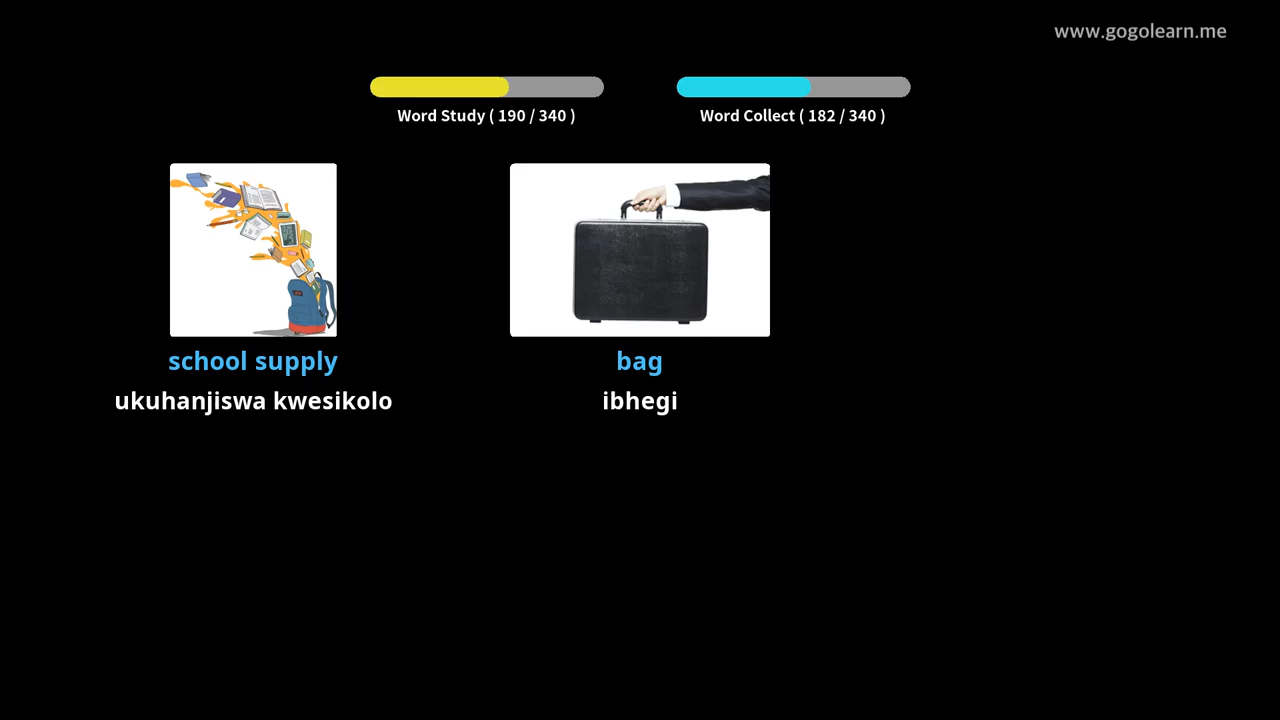 www.gogolearn.me
Word Study ( 190 / 340 )
Word Collect ( 182 / 340 )
school supply
ukuhanjiswa kwesikolo
bag
ibhegi